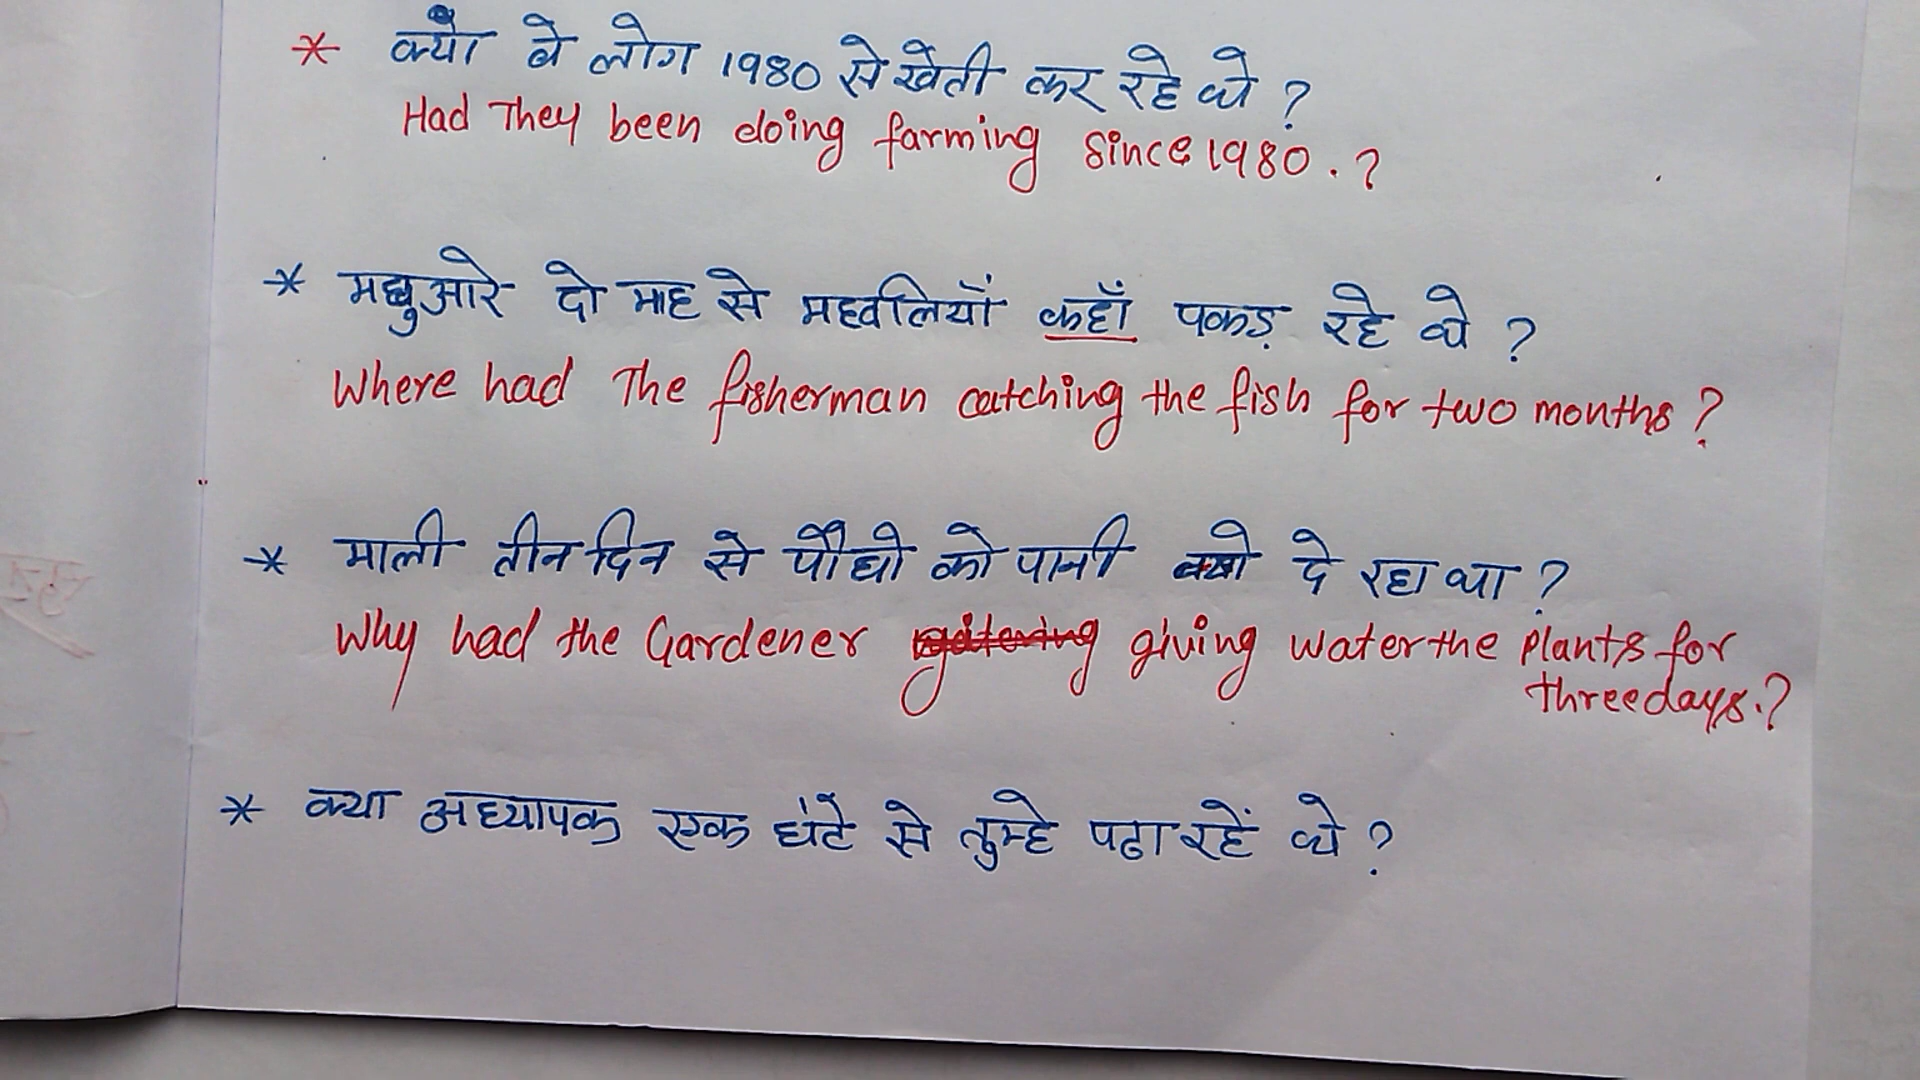 * क्या वे लोग 1980 से खेती कर रहे थे ?
Had They been doing farming Since 1980 . ?
* मछुआरे दो माह से मछलियाँ कहाँ पकड़ रहे थे ?
Where had The fisherman catching the fish for two months ?
* माली तीन दिन से पौधो को पानी क्यो दे रहा था ?
Why had the Gardener giving water the plants for
three days . ?
* क्या अध्यापक एक घंटे से तुम्हे पढा रहें थे ?